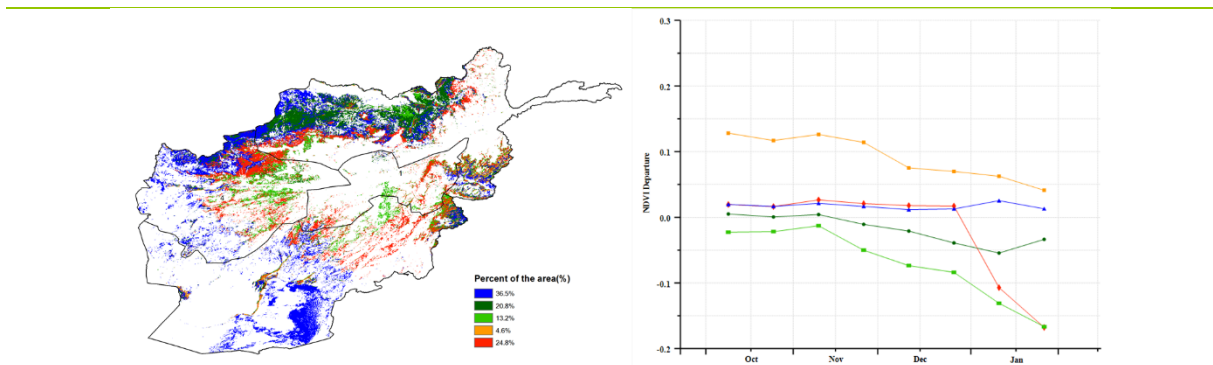 Percent of the area(%)
36.5%
20.8%
13.2%
4.6%
24.8%
NDVI Departure
0.3
0.2
0.1
0.0
-0.1
-0.2
Oct
Nov
Dec
Jan